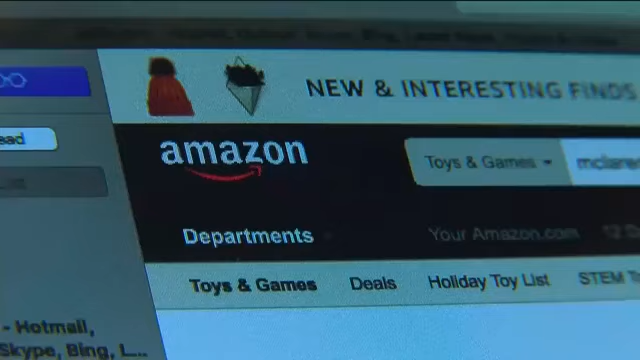 NEW & INTERESTING FINDS
ead
amazon
Toys & Games
mclare
Departments
Your Amazon.com
Toys & Games Deals Holiday Toy List STEM
- Hotmail,
Skype, Bing, L...